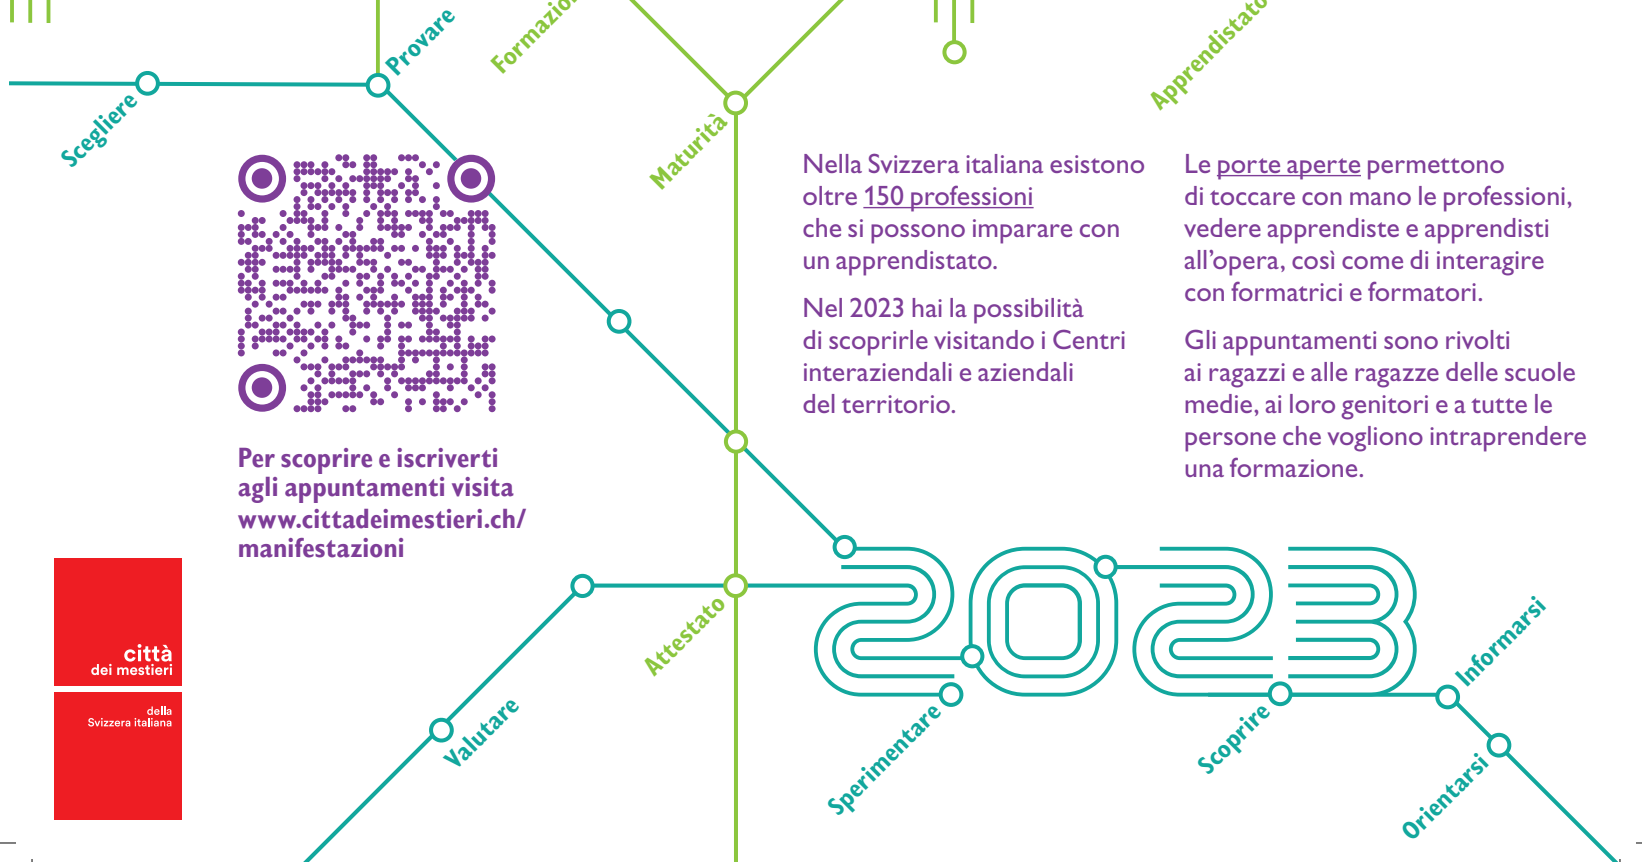 Provare
Formazion
Apprendistato
Scegliere
Maturità
Nella Svizzera italiana esistono
oltre 150 professioni
che si possono imparare con
un apprendistato.
Nel 2023 hai la possibilità
di scoprirle visitando i Centri
interaziendali e aziendali
del territorio.
Le porte aperte permettono
di toccare con mano le professioni,
vedere apprendiste e apprendisti
all’opera, così come di interagire
con formatrici e formatori.
Gli appuntamenti sono rivolti
ai ragazzi e alle ragazze delle scuole
medie, ai loro genitori e a tutte le
persone che vogliono intraprendere
una formazione.
Per scoprire e iscriverti
agli appuntamenti visita
www.cittadeimestieri.ch/
manifestazioni
2023
Attestato
Informarsi
città
dei mestieri
della
Svizzera italiana
Valutare
Sperimentare
Scoprire
Orientarsi